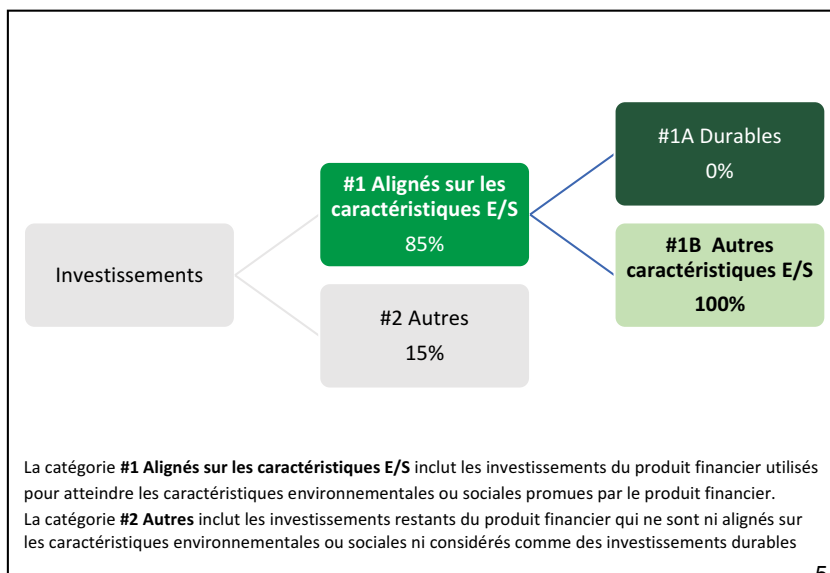 #1A Durables
0%
#1 Alignés sur les
caractéristiques E/S
85%
#1B Autres
caractéristiques E/S
100%
Investissements
#2 Autres
15%
La catégorie #1 Alignés sur les caractéristiques E/S inclut les investissements du produit financier utilisés
pour atteindre les caractéristiques environnementales ou sociales promues par le produit financier.
La catégorie #2 Autres inclut les investissements restants du produit financier qui ne sont ni alignés sur
les caractéristiques environnementales ou sociales ni considérés comme des investissements durables